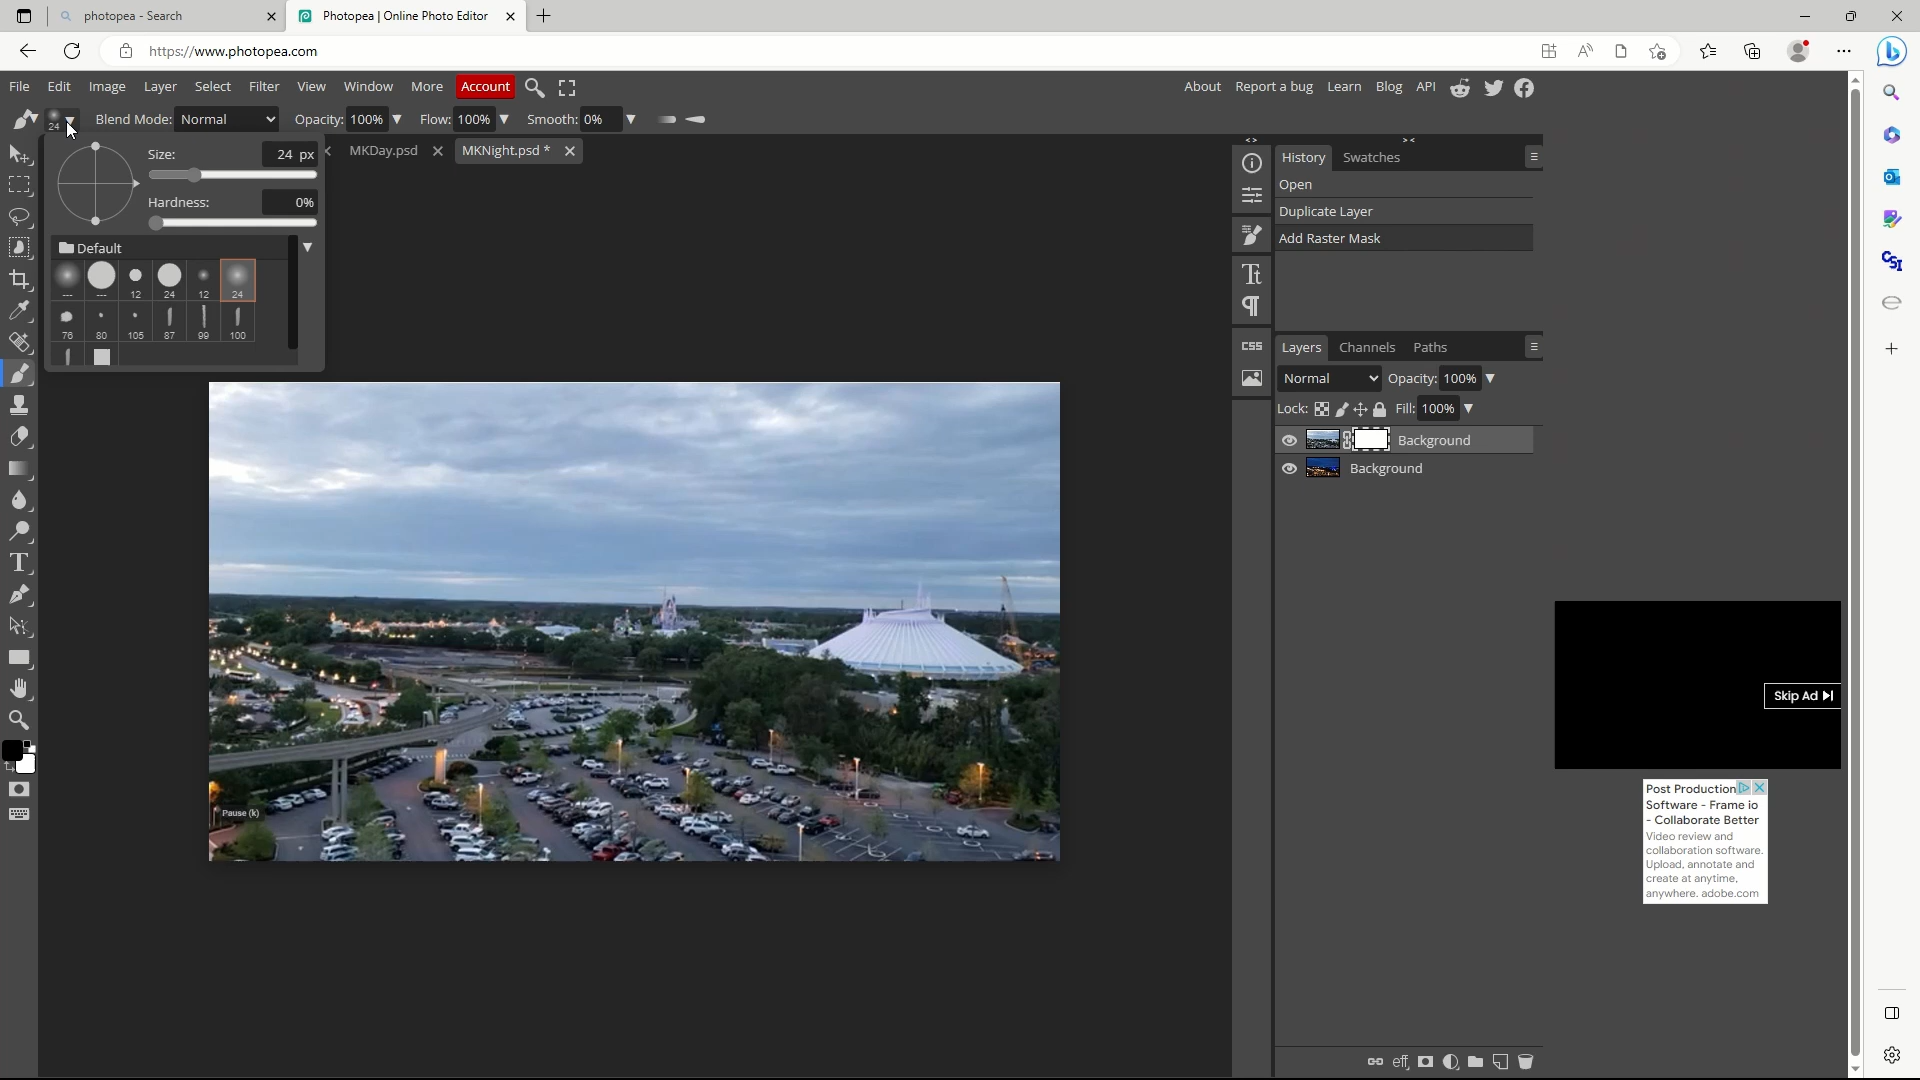 photopea - Search
Photopea | Online Photo Editor
https://www.photopea.com
File Edit Image Layer Select Filter View Window More Account
About Report a bug Learn Blog API
24 Blend Mode: Normal Opacity: 100% Flow: 100% Smooth: 0%
MKDay.psd MKNight.psd *
Size: 24 px
Hardness: 0%
Default
--- --- 12 24 12 24
76 80 105 87 99 100
Pause (k)
History Swatches
Open
Duplicate Layer
Add Raster Mask
CSS
Layers Channels Paths
Normal Opacity: 100%
Lock: Fill: 100%
Background
Background
eff
Skip Ad
Post Production
Software - Frame io
- Collaborate Better
Video review and
collaboration software.
Upload, annotate and
create at anytime,
anywhere. adobe.com